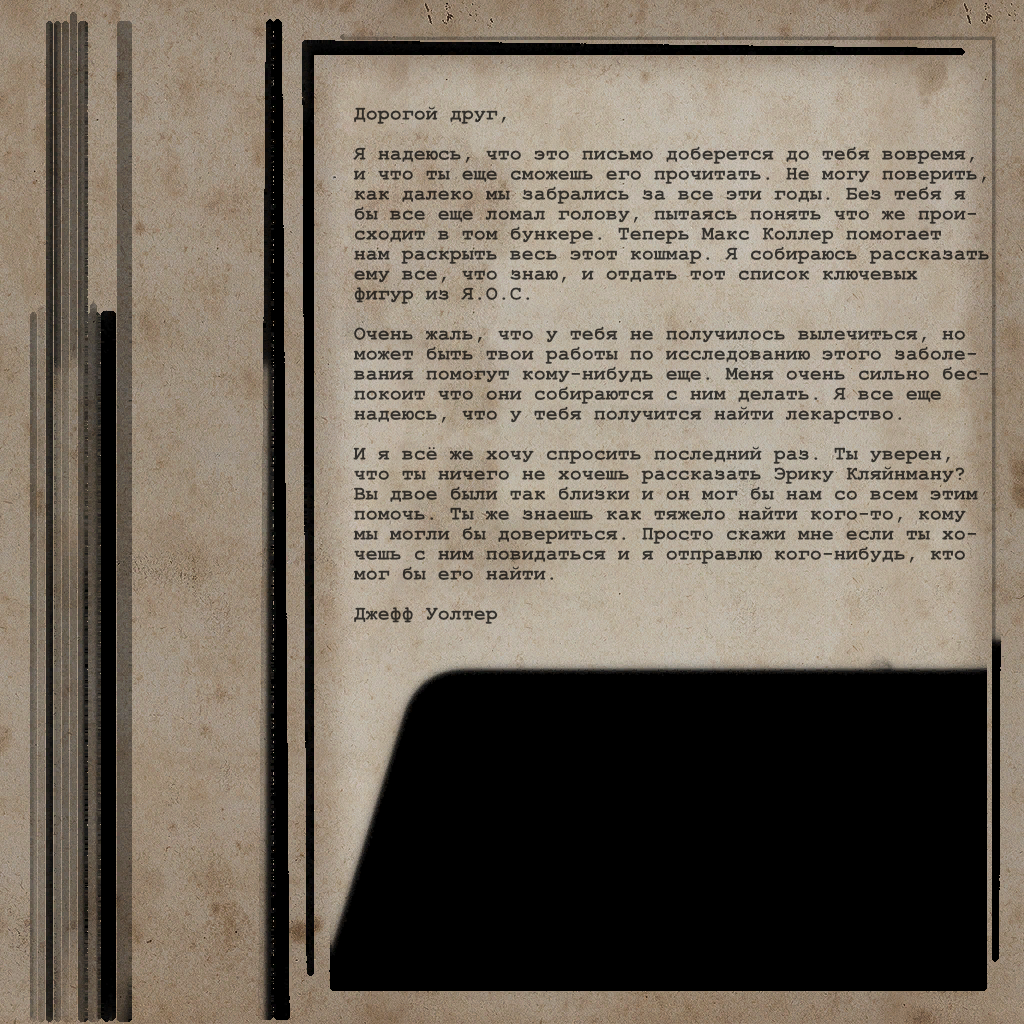 Дорогой друг,
Я надеюсь, что это письмо доберется до тебя вовремя,
и что ты еще сможешь его прочитать. Не могу поверить,
как далеко мы забрались за все эти годы. Без тебя я
бы все еще ломал голову, пытаясь понять что же прои-
сходит в том бункере. Теперь Макс Коллер помогает
нам раскрыть весь этот кошмар. Я собираюсь рассказать
ему все, что знаю, и отдать тот список ключевых
фигур из Я.О.С.
Очень жаль, что у тебя не получилось вылечиться, но
может быть твои работы по исследованию этого заболе-
вания помогут кому-нибудь еще. Меня очень сильно бес-
покоит что они собираются с ним делать. Я все еще
надеюсь, что у тебя получится найти лекарство.
И я всё же хочу спросить последний раз. Ты уверен,
что ты ничего не хочешь рассказать Эрику Кляйнману?
Вы двое были так близки и он мог бы нам со всем этим
помочь. Ты же знаешь как тяжело найти кого-то, кому
мы могли бы довериться. Просто скажи мне если ты хо-
чешь с ним повидаться и я отправлю кого-нибудь, кто
мог бы его найти.
Джефф Уолтер